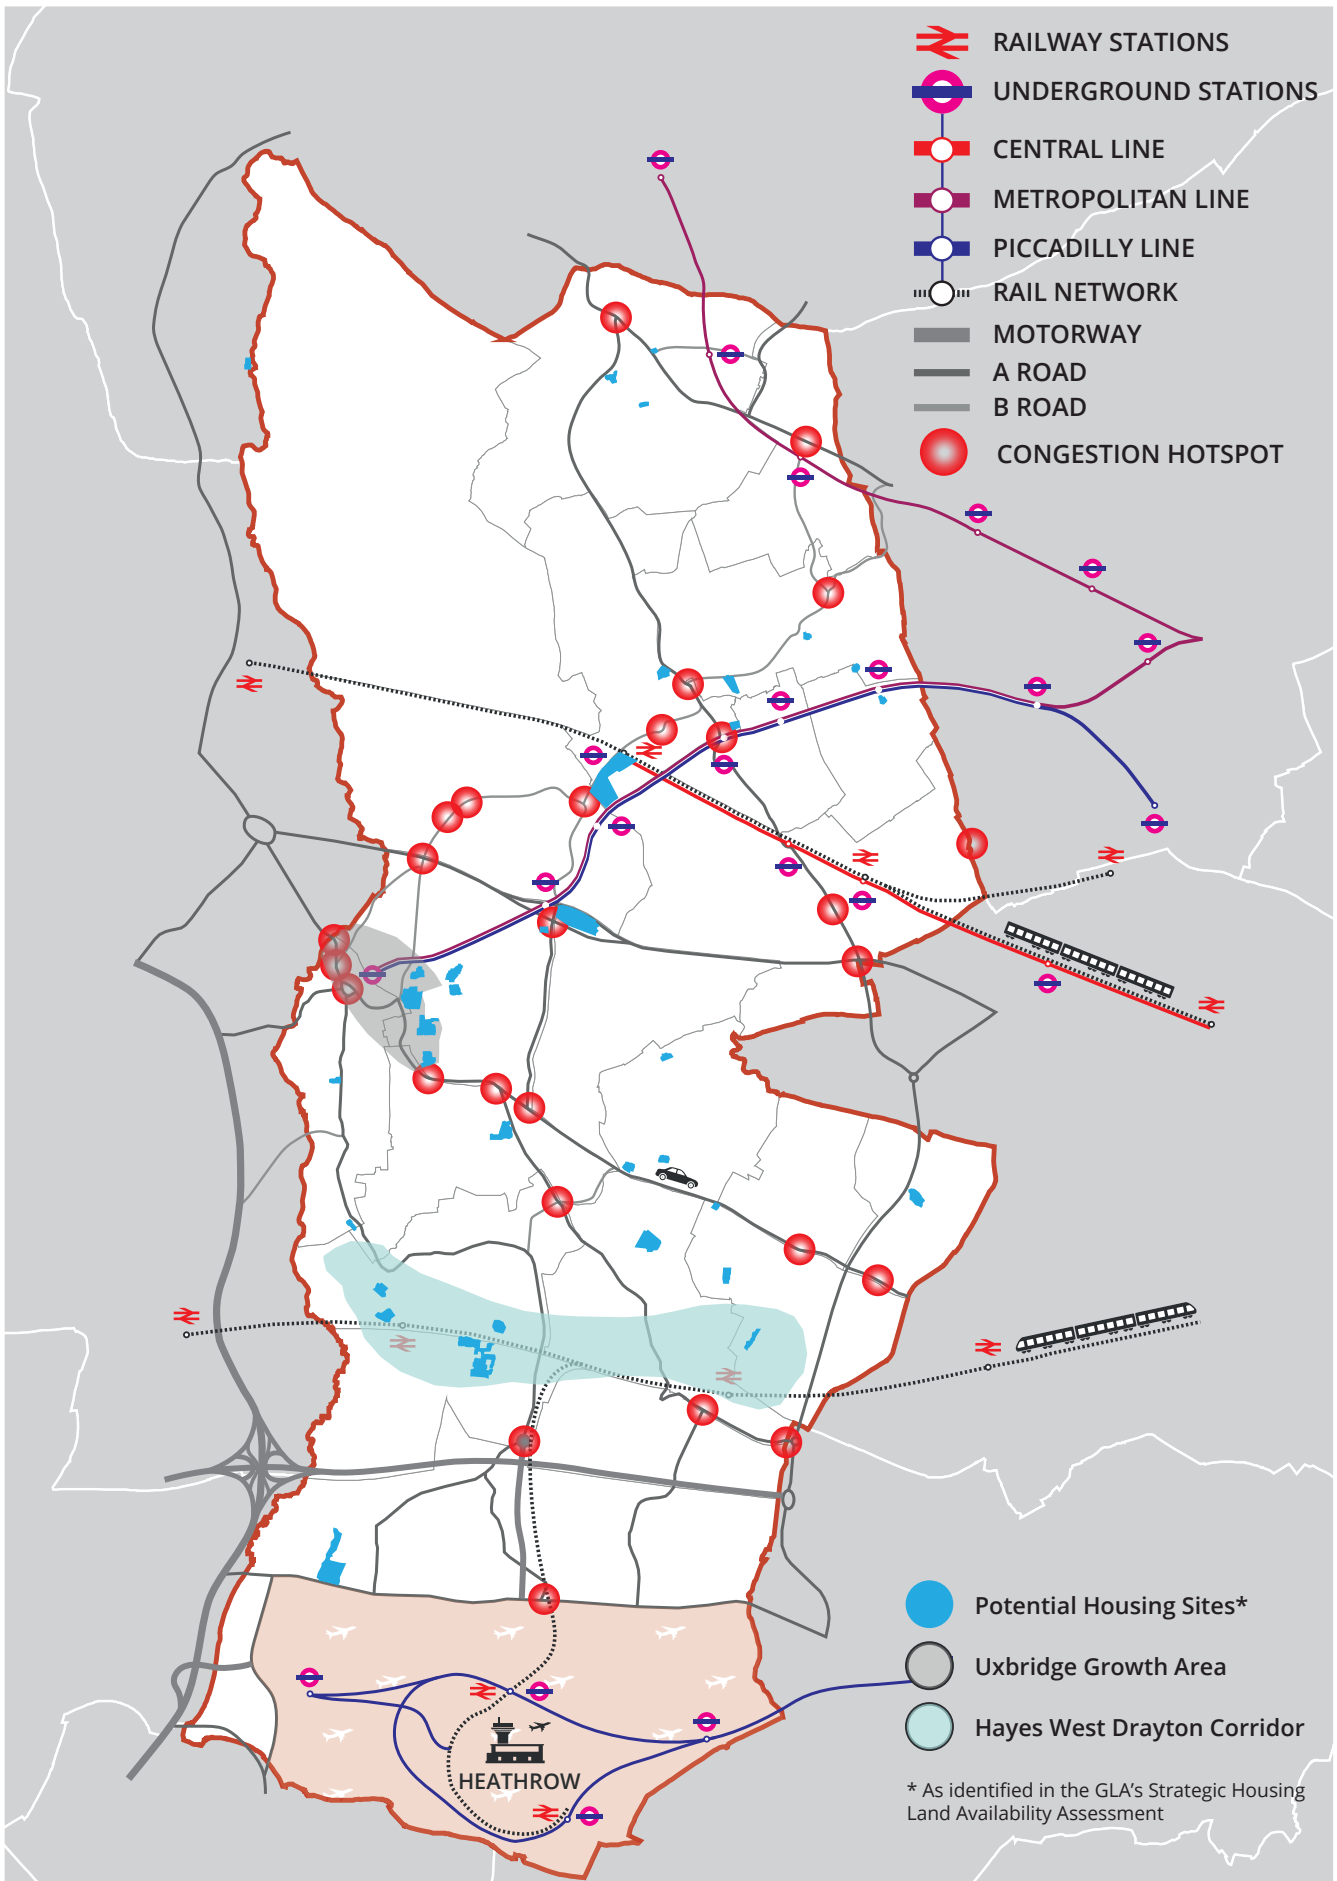 RAILWAY STATIONS
UNDERGROUND STATIONS
CENTRAL LINE
METROPOLITAN LINE
PICCADILLY LINE
RAIL NETWORK
MOTORWAY
A ROAD
B ROAD
CONGESTION HOTSPOT
Potential Housing Sites*
Uxbridge Growth Area
Hayes West Drayton Corridor
HEATHROW
* As identified in the GLA's Strategic Housing
Land Availability Assessment